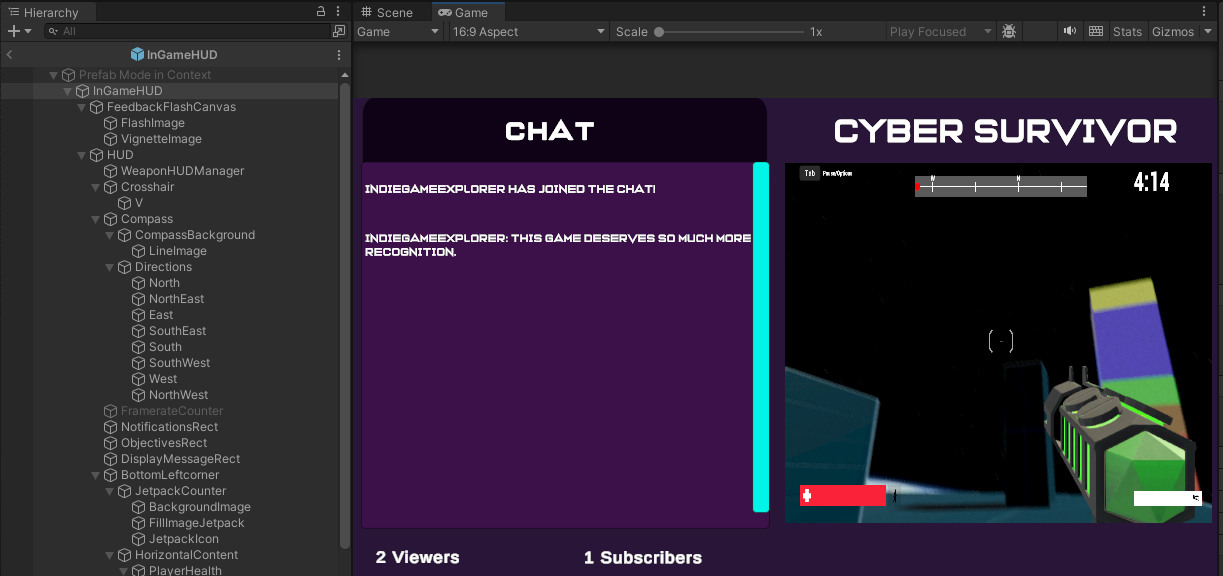 Hierarchy
All
InGameHUD
Prefab Mode in Context
InGameHUD
FeedbackFlashCanvas
FlashImage
VignetteImage
HUD
WeaponHUDManager
Crosshair
V
Compass
CompassBackground
LineImage
Directions
North
NorthEast
East
SouthEast
South
SouthWest
West
NorthWest
FramerateCounter
NotificationsRect
ObjectivesRect
DisplayMessageRect
BottomLeftcorner
JetpackCounter
BackgroundImage
FillImageJetpack
JetpackIcon
HorizontalContent
PlayerHealth
Scene Game
Game 16:9 Aspect Scale 1x Play Focused Stats Gizmos
CHAT
INDIEGAMEEXPLORER HAS JOINED THE CHAT!
INDIEGAMEEXPLORER: THIS GAME DESERVES SO MUCH MORE
RECOGNITION.
2 Viewers 1 Subscribers
CYBER SURVIVOR
Tab Pause/Options
W N
4:14